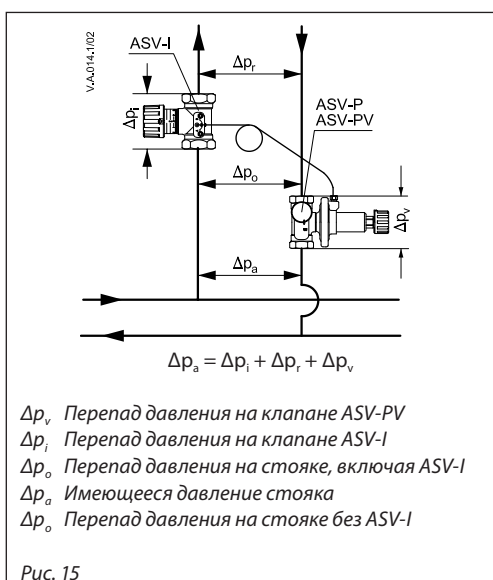 V.A.014.1/02
ASV-I
Δpᵣ
Δpᵢ
ASV-P
ASV-PV
Δpₒ
Δpᵥ
Δpₐ
Δpₐ = Δpᵢ + Δpᵣ + Δpᵥ
Δpᵥ Перепад давления на клапане ASV-PV
Δpᵢ Перепад давления на клапане ASV-I
Δpₒ Перепад давления на стояке, включая ASV-I
Δpₐ Имеющееся давление стояка
Δpₒ Перепад давления на стояке без ASV-I
Рис. 15